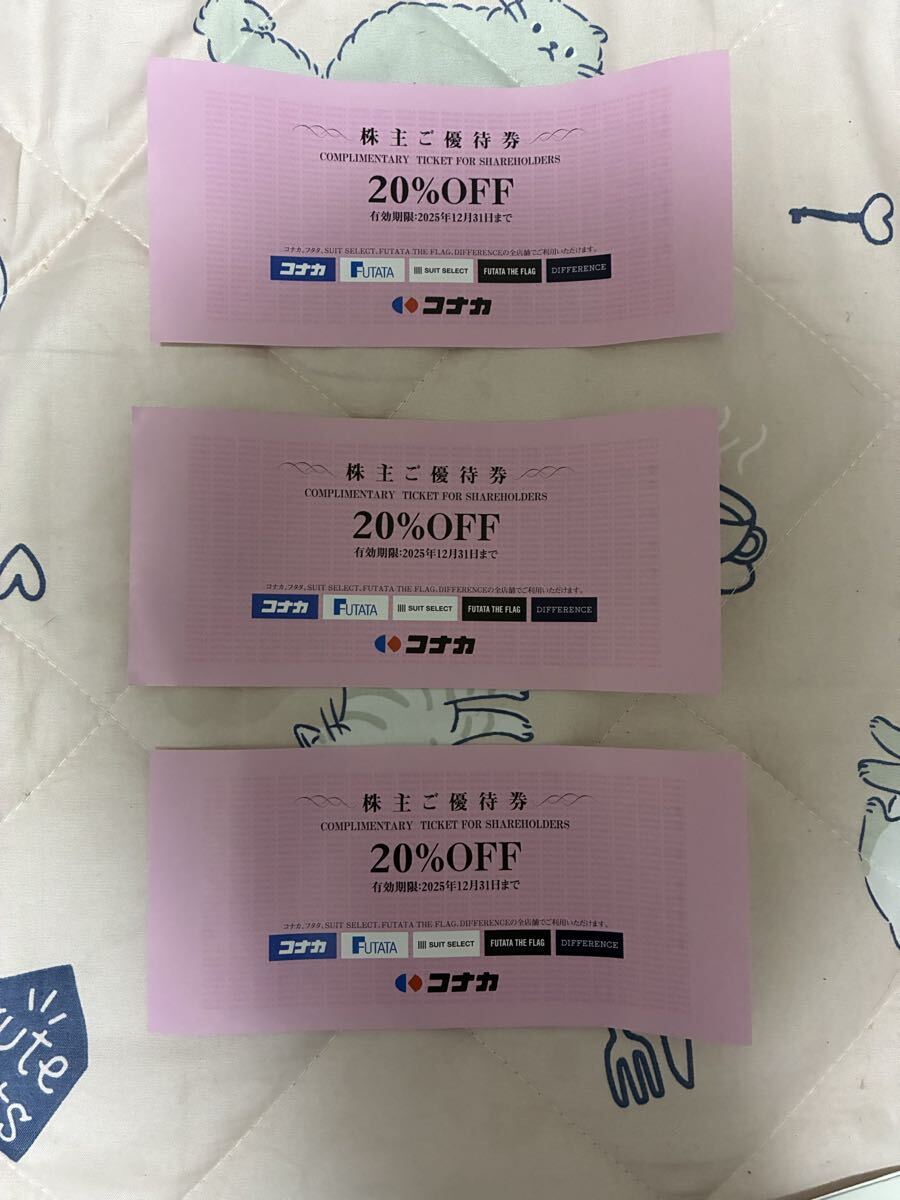 株主ご優待券
COMPLIMENTARY TICKET FOR SHAREHOLDERS
20%OFF
有効期限:2025年12月31日まで
コナカ、フタタ、SUIT SELECT、FUTATA THE FLAG、DIFFERENCEの全店舗でご利用いただけます。
コナカ FUTATA SUIT SELECT FUTATA THE FLAG DIFFERENCE
コナカ
株主ご優待券
COMPLIMENTARY TICKET FOR SHAREHOLDERS
20%OFF
有効期限:2025年12月31日まで
コナカ、フタタ、SUIT SELECT、FUTATA THE FLAG、DIFFERENCEの全店舗でご利用いただけます。
コナカ FUTATA SUIT SELECT FUTATA THE FLAG DIFFERENCE
コナカ
株主ご優待券
COMPLIMENTARY TICKET FOR SHAREHOLDERS
20%OFF
有効期限:2025年12月31日まで
コナカ、フタタ、SUIT SELECT、FUTATA THE FLAG、DIFFERENCEの全店舗でご利用いただけます。
コナカ FUTATA SUIT SELECT FUTATA THE FLAG DIFFERENCE
コナカ